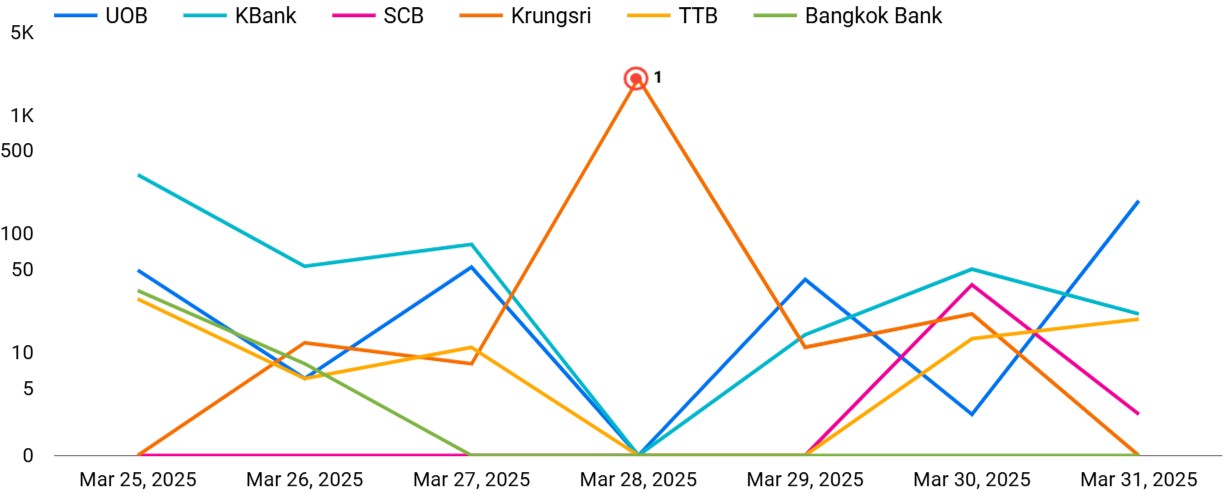 UOB KBank SCB Krungsri TTB Bangkok Bank
5K
1
1K
500
100
50
10
5
0
Mar 25, 2025 Mar 26, 2025 Mar 27, 2025 Mar 28, 2025 Mar 29, 2025 Mar 30, 2025 Mar 31, 2025